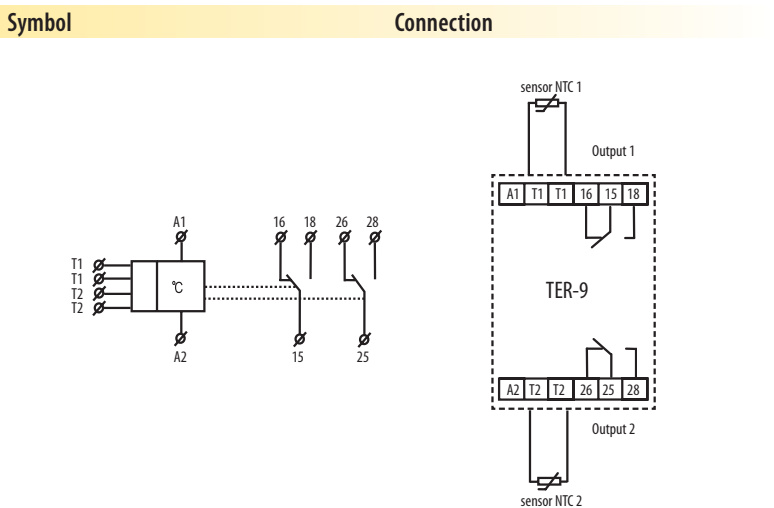 Symbol
Connection
A1
16 18 26 28
T1
T1
T2
T2
°C
A2
15
25
sensor NTC 1
Output 1
A1 T1 T1 16 15 18
TER-9
A2 T2 T2 26 25 28
Output 2
sensor NTC 2